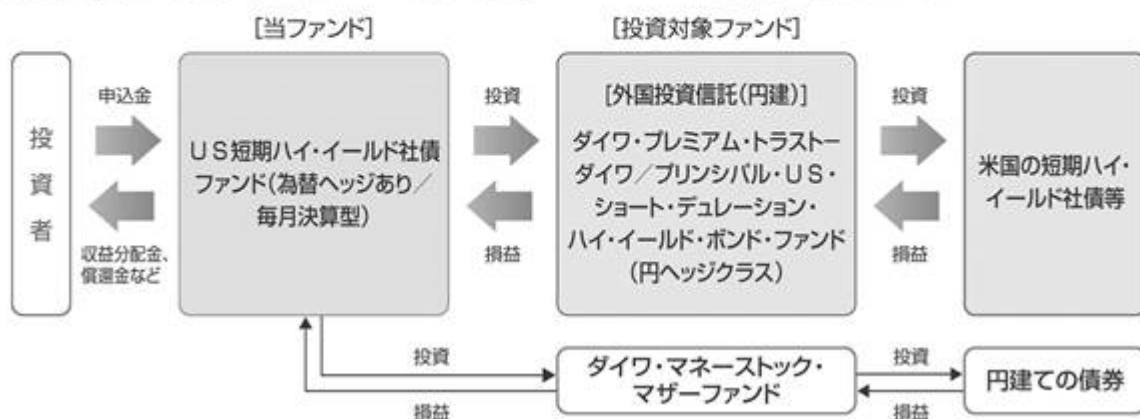 [当ファンド]
[投資対象ファンド]
投資者
申込金
収益分配金、
償還金など
US短期ハイ・イールド社債
ファンド(為替ヘッジあり/
毎月決算型)
投資
損益
[外国投資信託(円建)]
ダイワ・プレミアム・トラスト−
ダイワ/プリンシパル・US・
ショート・デュレーション・
ハイ・イールド・ボンド・ファンド
(円ヘッジクラス)
投資
損益
米国の短期ハイ・
イールド社債等
投資
損益
ダイワ・マネーストック・
マザーファンド
投資
損益
円建ての債券